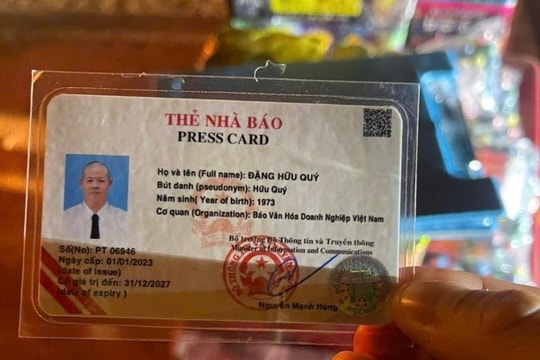 THẺ NHÀ BÁO
PRESS CARD
Họ và tên (Full name): ĐẶNG HỮU QUÝ
Bút danh (pseudonym): Hữu Quý
Năm sinh( Year of birth): 1973
Cơ quan (Organization): Báo Văn Hóa Doanh Nghiệp Việt Nam
Bộ trưởng Bộ Thông tin và Truyền thông
Minister of Information and Communications
Số(No): PT 06946
Ngày cấp: 01/01/2023
(date of issue)
Có giá trị đến: 31/12/2027
(date of expiry )
Nguyễn Mạnh Hùng